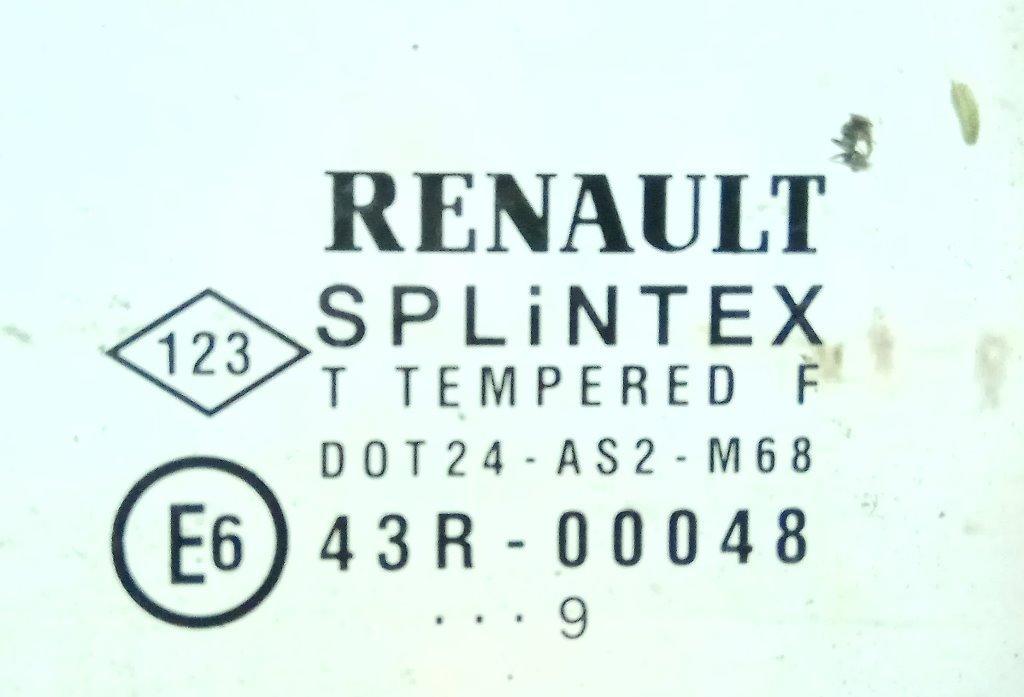 RENAULT
SPLiNTEX
123
T TEMPERED F
DOT24-AS2-M68
E6 43R-00048
...9